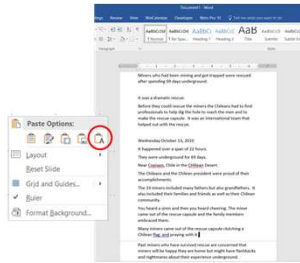 Document1 - Word
Review View Developer Nitro Pro 10 Tell me what you want to do
AaBbCcDd AaBbCcDd AaBbCc AaBbCcC AaB AaBbCcD
¶ Normal Heading 1 Heading 2 Title Subtitle
Paragraph
Miners who had been mining and got trapped were rescued
after spending 69 days underground.
It was a dramatic rescue.
Before they could rescue the miners the Chileans had to find
professionals to help dig the hole to reach the men and to
make the rescue capsule. It was an international team that
helped out with the rescue.
Wednesday October 13, 2010
It happened over a span of 22 hours.
They were underground for 69 days.
Near Copiapo, Chile in the Chilean Desert.
The Chileans and the Chilean president were proud of their
accomplishments.
The 33 miners included many fathers but also grandfathers. It
also included their families and friends as well as their Chilean
community.
You heard a siren and then you heard cheering. The miner
came out of the rescue capsule and the family members
embraced them.
Many miners came out of the rescue capsule clutching a
Chilean flag, and praying with it
Past miners who have survived rescue are concerned that
miners will be happy they are home but might have flashbacks
and nightmares about their experience underground.
Paste Options:
Layout
Reset Slide
Grid and Guides...
Ruler
Format Background...